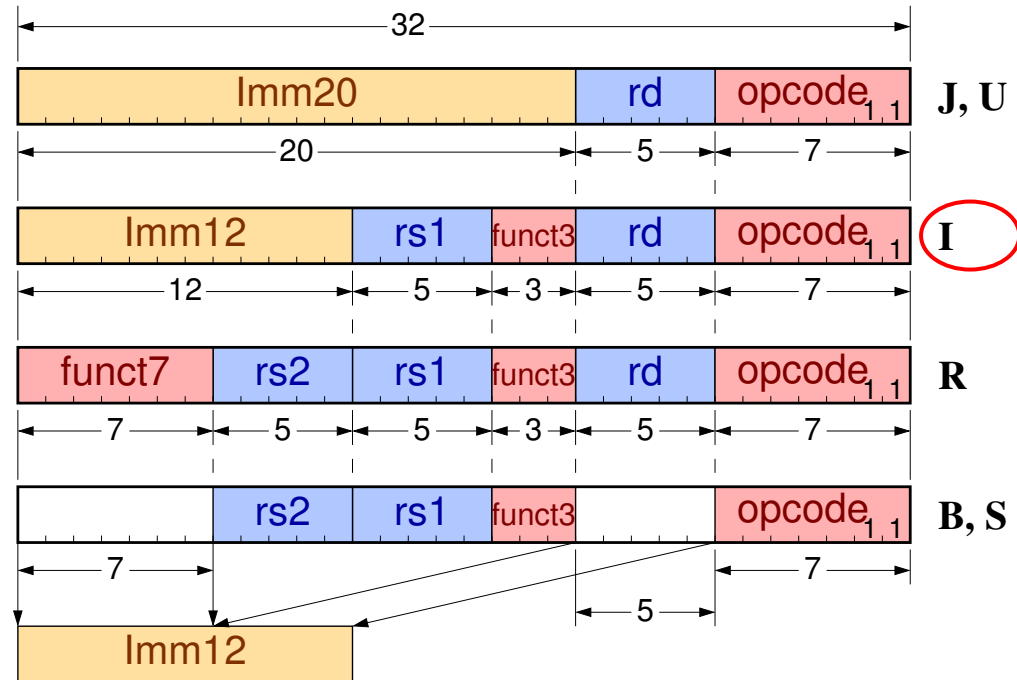 32
Imm20 rd opcode 1 1 J, U
20 5 7
Imm12 rs1 funct3 rd opcode 1 1 I
12 5 3 5 7
funct7 rs2 rs1 funct3 rd opcode 1 1 R
7 5 5 3 5 7
rs2 rs1 funct3 opcode 1 1 B, S
7 7
5
Imm12